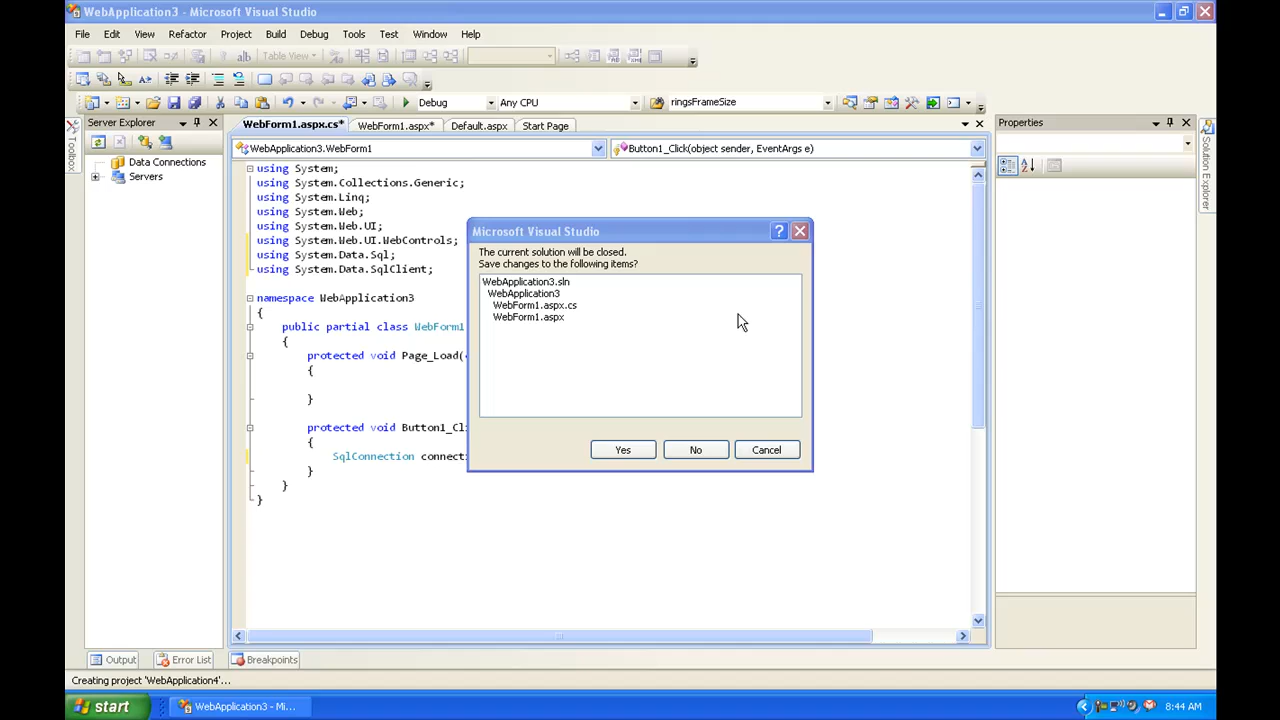 WebApplication3 - Microsoft Visual Studio
File Edit View Refactor Project Build Debug Tools Test Window Help
Table View
Debug Any CPU ringsFrameSize
Server Explorer
WebForm1.aspx.cs* WebForm1.aspx* Default.aspx Start Page
Properties
Toolbox
Solution Explorer
WebApplication3.WebForm1 Button1_Click(object sender, EventArgs e)
Data Connections
Servers
using System;
using System.Collections.Generic;
using System.Linq;
using System.Web;
using System.Web.UI;
using System.Web.UI.WebControls;
using System.Data.Sql;
using System.Data.SqlClient;
namespace WebApplication3
{
public partial class WebForm1
{
protected void Page_Load(
{
}
protected void Button1_Cl
{
SqlConnection connecti
}
}
}
Microsoft Visual Studio
The current solution will be closed.
Save changes to the following items?
WebApplication3.sln
WebApplication3
WebForm1.aspx.cs
WebForm1.aspx
Yes No Cancel
Output Error List Breakpoints
Creating project 'WebApplication4'...
start WebApplication3 - Mi... 8:44 AM